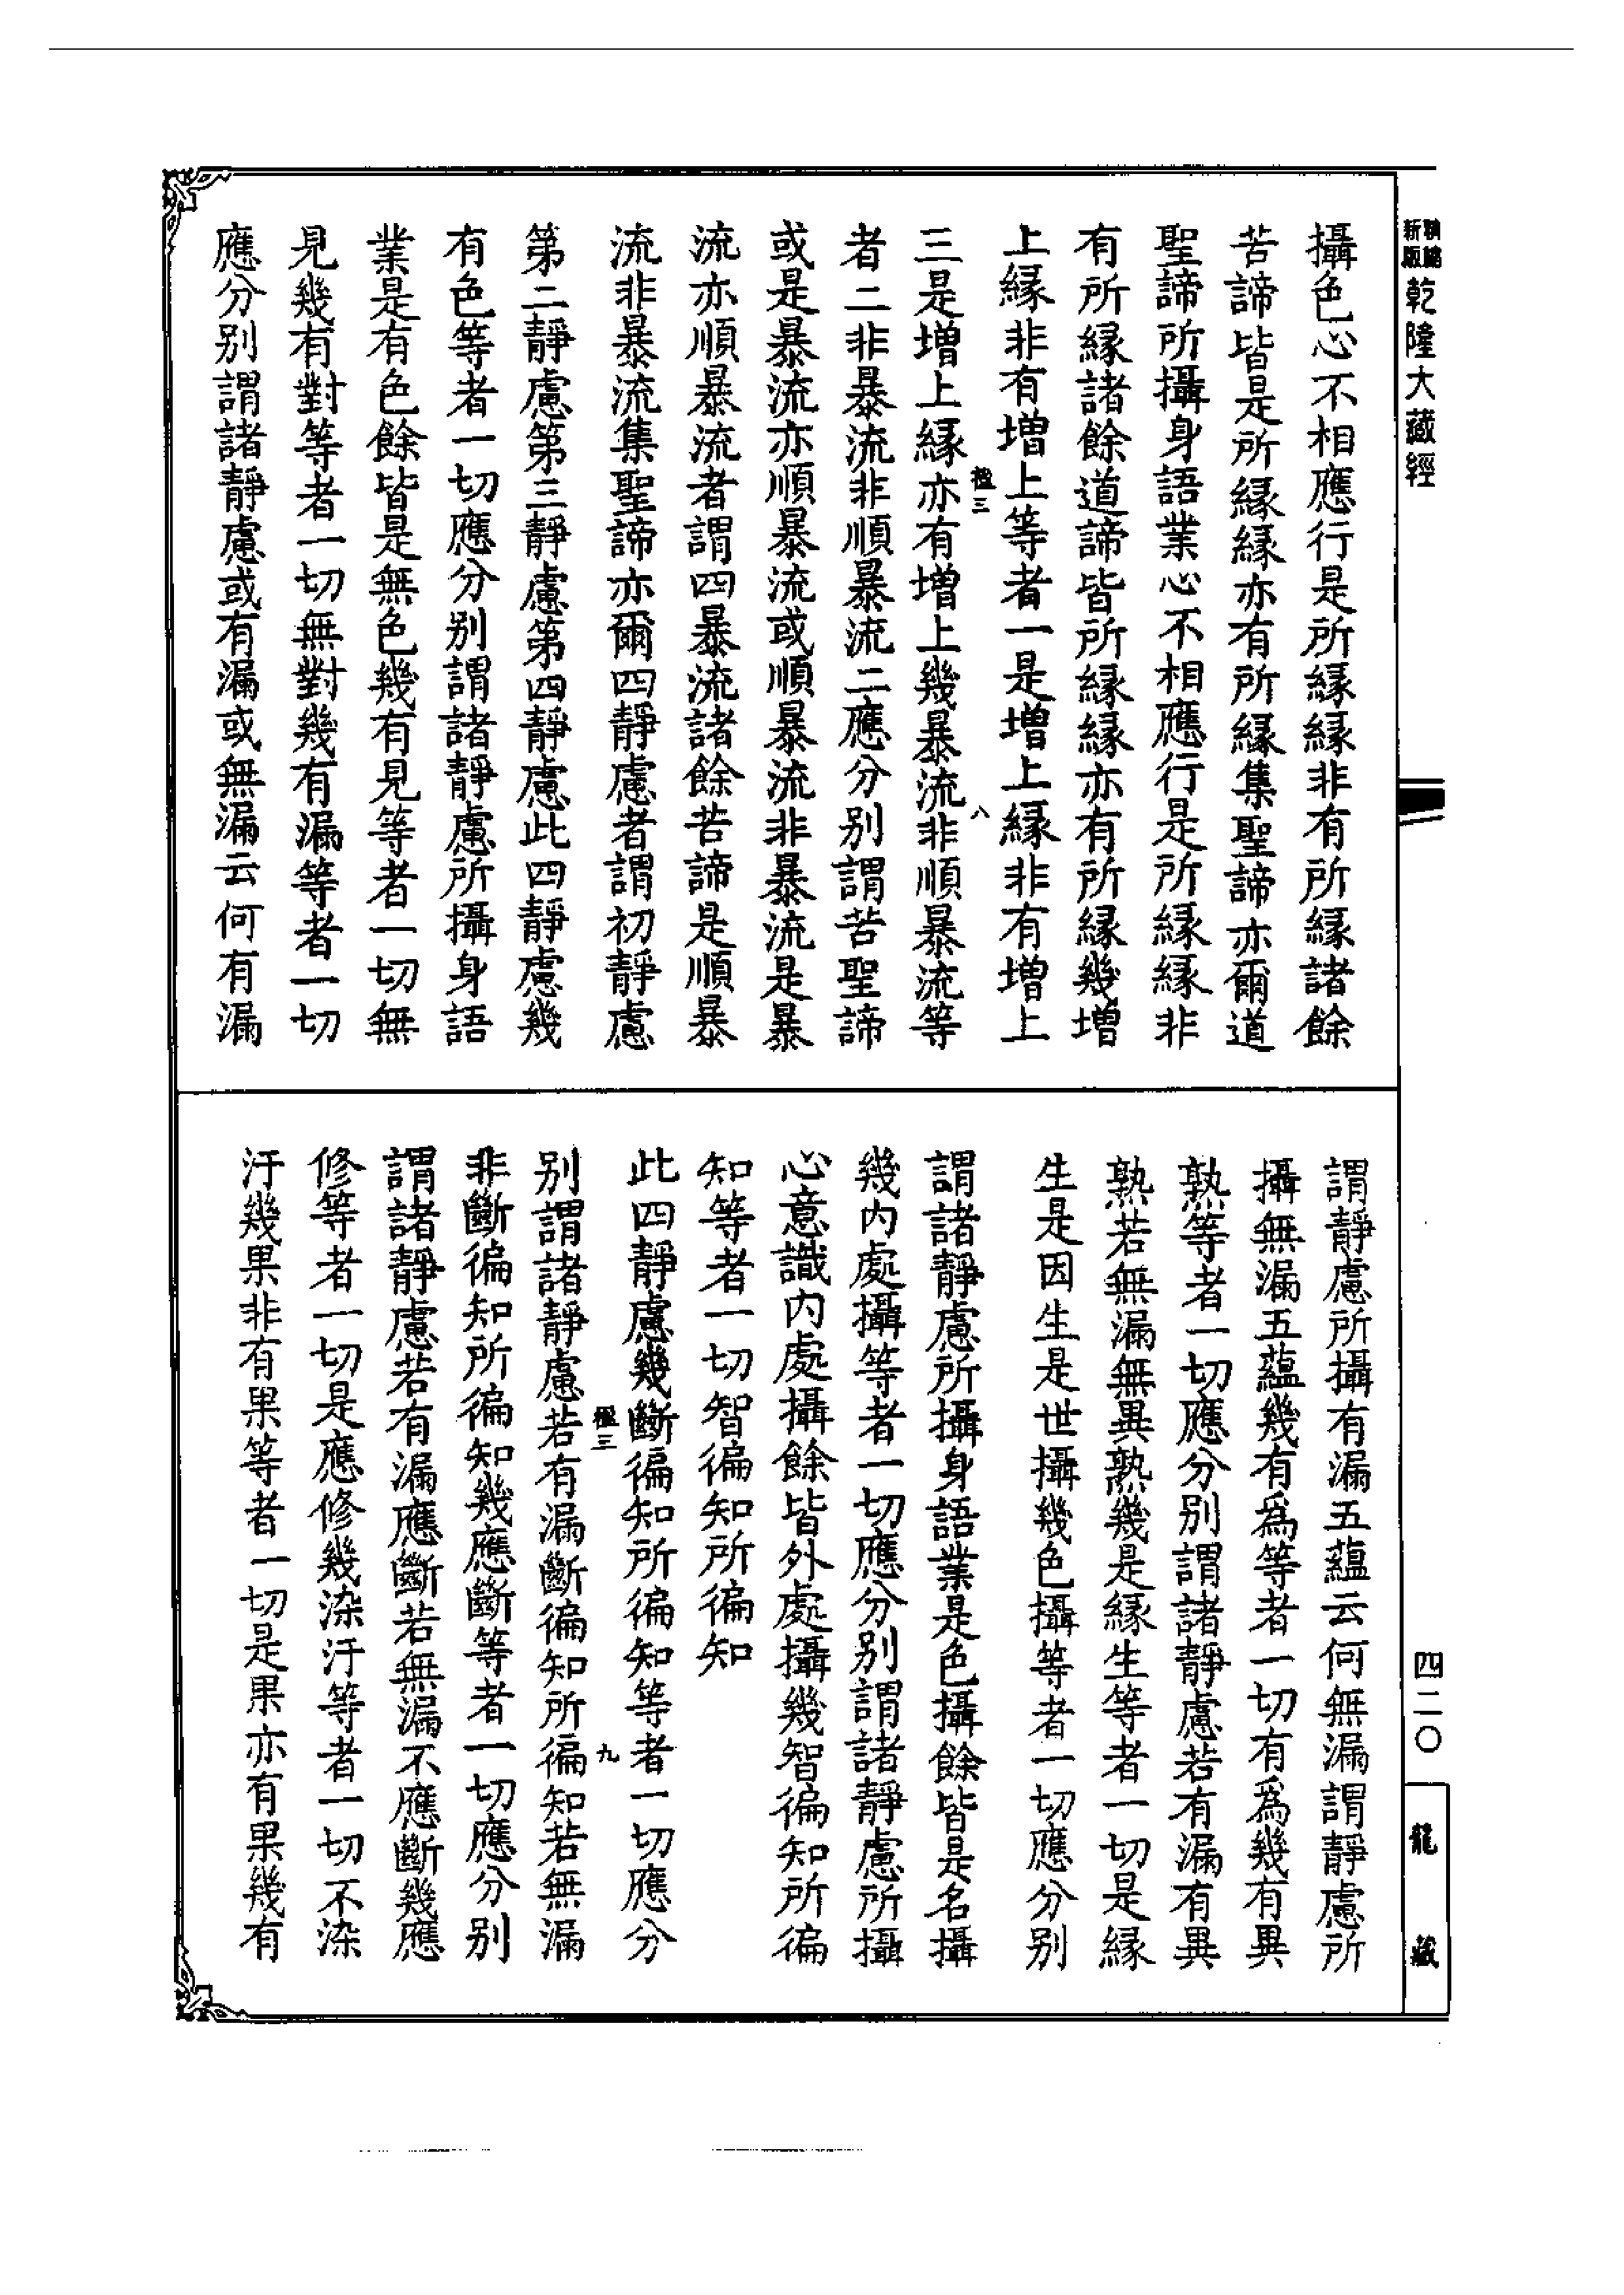 新編
新版
乾隆大藏經
攝色心不相應行是所緣緣非有所緣諸餘
苦諦皆是所緣緣亦有所緣集聖諦亦爾道
聖諦所攝身語業心不相應行是所緣緣非
有所緣諸餘道諦皆所緣緣亦有所緣幾增
上緣非有增上等者一是增上緣非有增上
三
八
三是增上緣亦有增上幾暴流非順暴流等
者二非暴流非順暴流二應分別謂苦聖諦
或是暴流亦順暴流或順暴流非暴流是暴
流亦順暴流者謂四暴流諸餘苦諦是順暴
流非暴流集聖諦亦爾四靜慮者謂初靜慮
第二靜慮第三靜慮第四靜慮此四靜慮幾
有色等者一切應分別謂諸靜慮所攝身語
業是有色餘皆是無色幾有見等者一切無
見幾有對等者一切無對幾有漏等者一切
應分別謂諸靜慮或有漏或無漏云何有漏
謂靜慮所攝有漏五蘊云何無漏謂靜慮所
攝無漏五蘊幾有為等者一切有為幾有異
熟等者一切應分別謂諸靜慮若有漏有異
熟若無漏無異熟幾是緣生等者一切是緣
生是因生是世攝幾色攝等者一切應分別
謂諸靜慮所攝身語業是色攝餘皆是名攝
幾內處攝等者一切應分別謂諸靜慮所攝
心意識內處攝餘皆外處攝幾智徧知所徧
知等者一切智徧知所徧知
此四靜慮幾斷徧知所徧知等者一切應分
三
九
別謂諸靜慮若有漏斷徧知所徧知若無漏
非斷徧知所徧知幾應斷等者一切應分別
謂諸靜慮若有漏應斷若無漏不應斷幾應
修等者一切是應修幾染汙等者一切不染
汙幾果非有果等者一切是果亦有果幾有
四二〇
龍藏